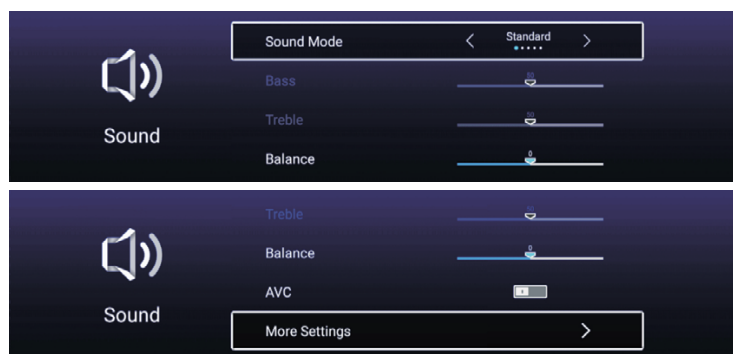 Sound
Sound Mode
Standard
Bass
50
Treble
50
Balance
0
Sound
Treble
50
Balance
0
AVC
More Settings